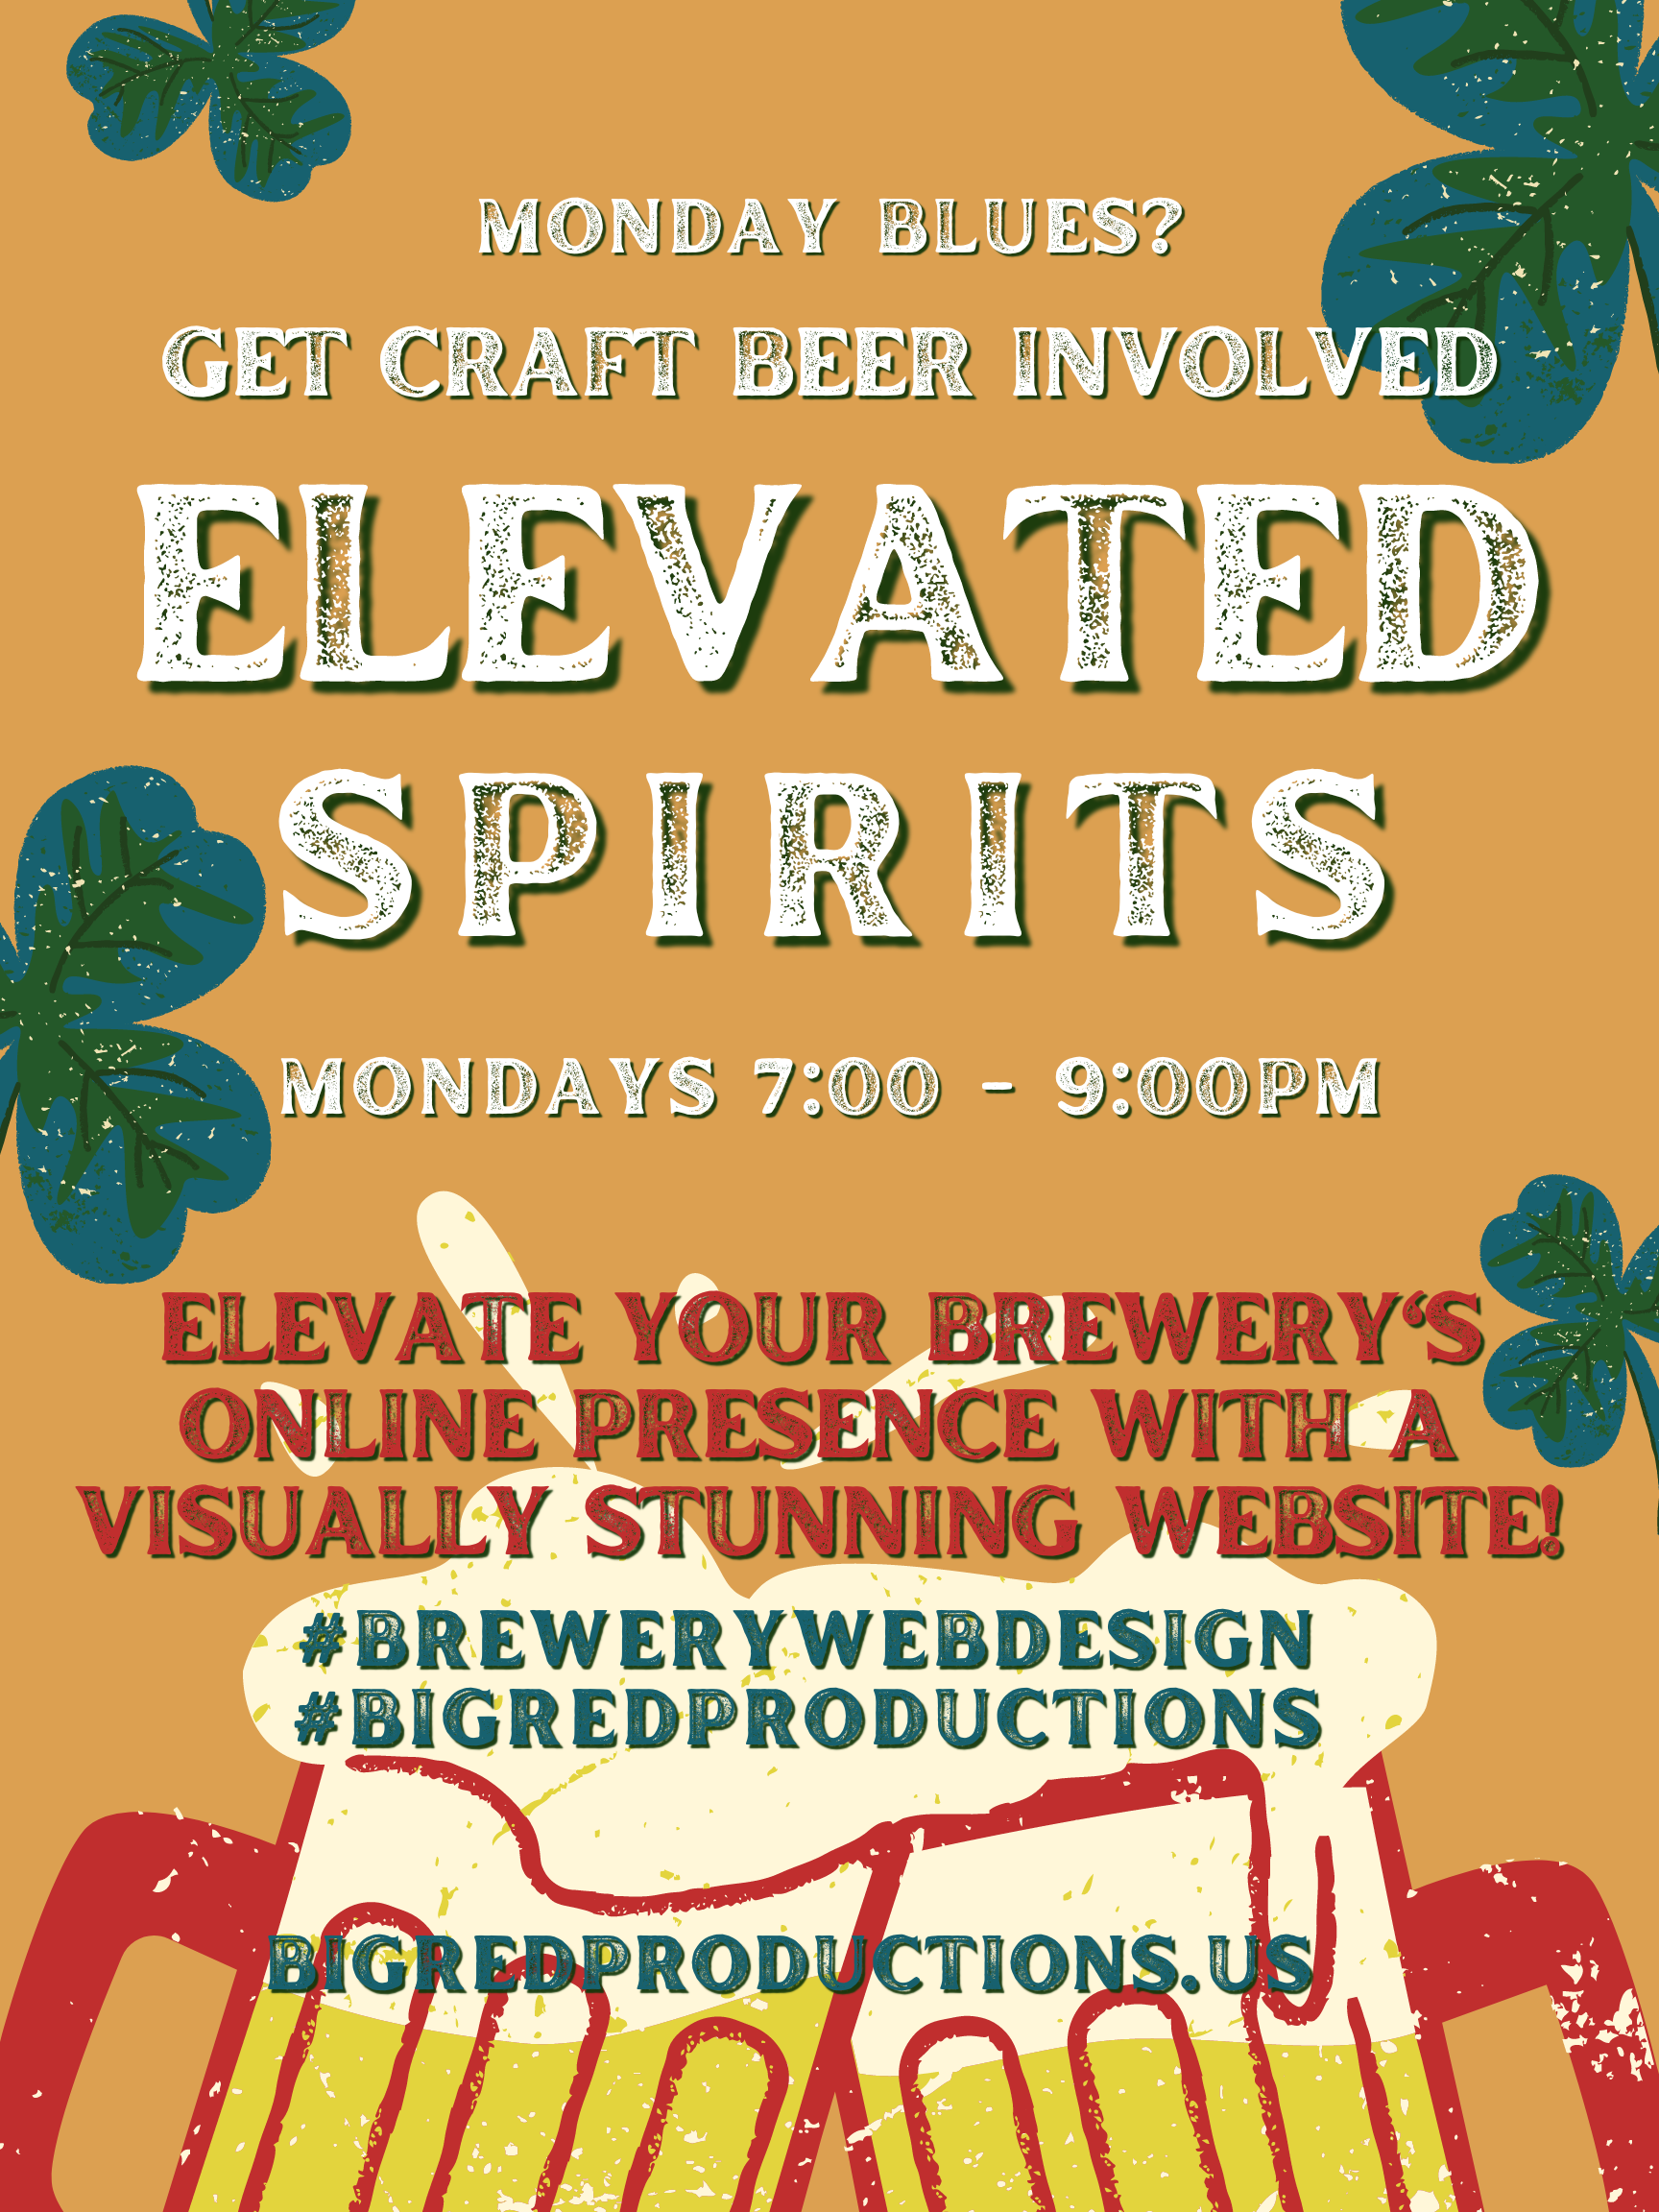 MONDAY BLUES?
GET CRAFT BEER INVOLVED
ELEVATED
SPIRITS
MONDAYS 7:00 - 9:00PM
ELEVATE YOUR BREWERY‘S
ONLINE PRESENCE WITH A
VISUALLY STUNNING WEBSITE!
#BREWERYWEBDESIGN
#BIGREDPRODUCTIONS
BIGREDPRODUCTIONS.US